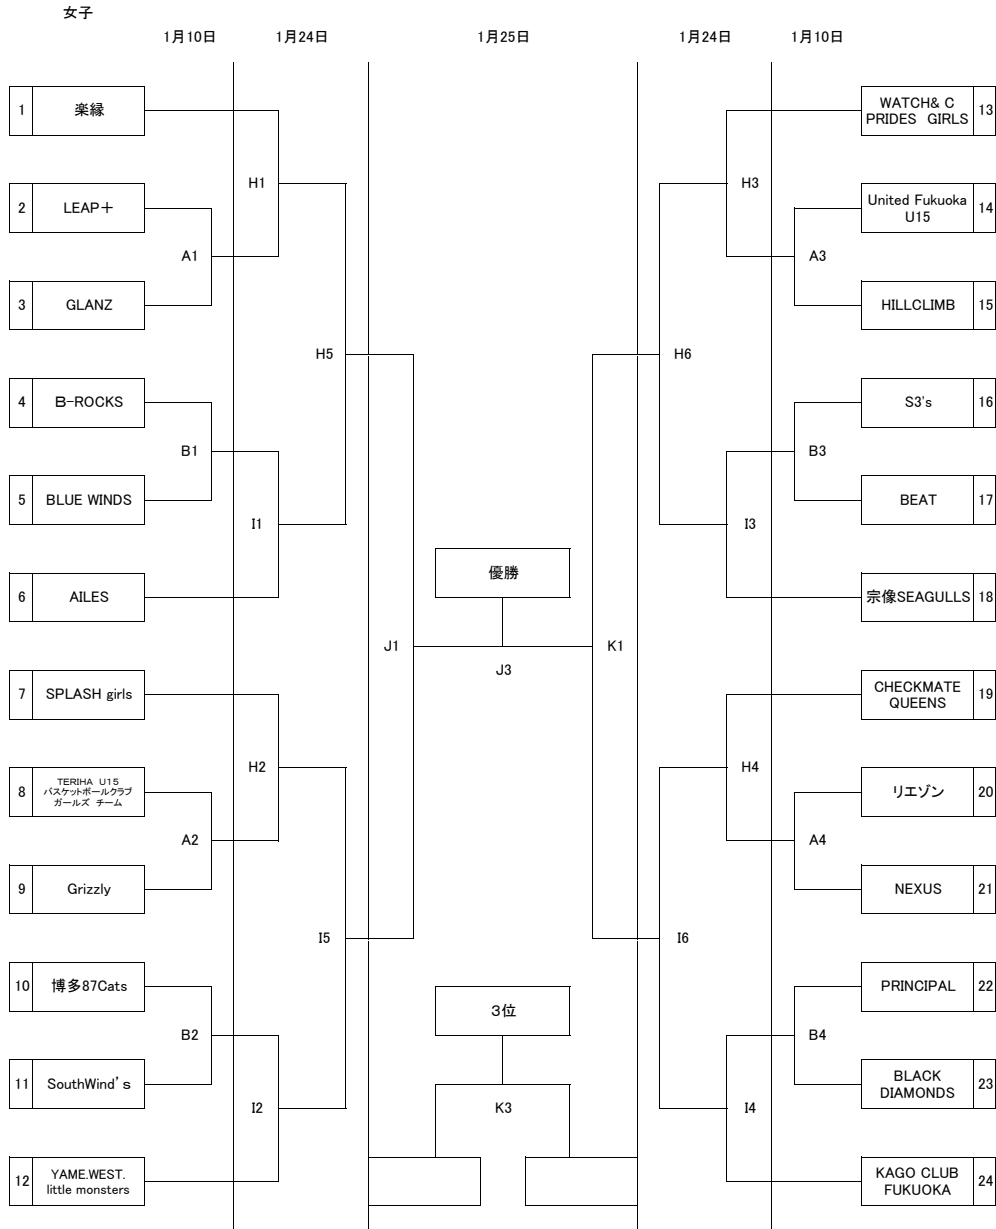 女子
1月10日
1月24日
1月25日
1月24日
1月10日
1
楽縁
H1
2
LEAP＋
A1
3
GLANZ
H5
4
B-ROCKS
B1
5
BLUE WINDS
I1
6
AILES
J1
7
SPLASH girls
H2
8
TERIHA U15
バスケットボールクラブ
ガールズ チーム
A2
9
Grizzly
I5
10
博多87Cats
B2
11
SouthWind's
I2
12
YAME.WEST.
little monsters
優勝
J3
3位
K3
WATCH& C
PRIDES GIRLS
13
H3
United Fukuoka
U15
14
A3
HILLCLIMB
15
H6
S3's
16
B3
BEAT
17
I3
宗像SEAGULLS
18
K1
CHECKMATE
QUEENS
19
H4
リエゾン
20
A4
NEXUS
21
I6
PRINCIPAL
22
B4
BLACK
DIAMONDS
23
I4
KAGO CLUB
FUKUOKA
24